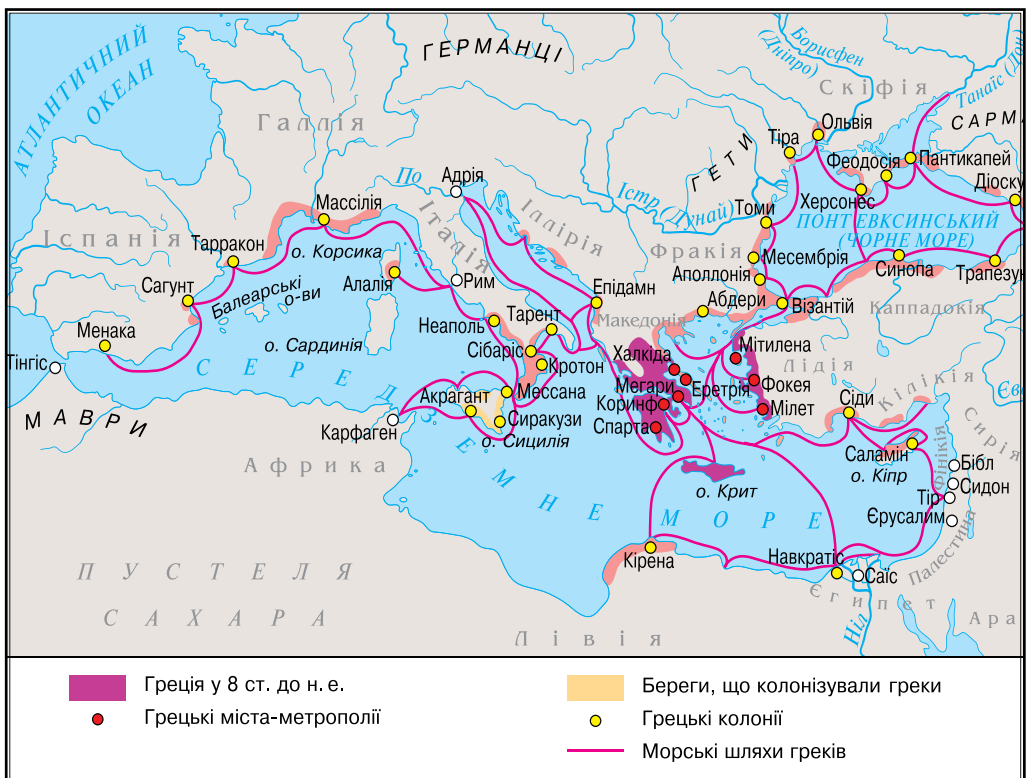 АТЛАНТИЧНИЙ
ОКЕАН
ГЕРМАНЦІ
Борисфен
(Дніпро)
Скіфія
Танаїс (Дон)
САРМА
Галлія
ГЕТИ
Тіра
Ольвія
Феодосія
Пантикапей
Діоску
Херсонес
По
Адрія
Істр (Дунай)
Томи
ПОНТ ЕВКСИНСЬКИЙ
(ЧОРНЕ МОРЕ)
Массілія
Італія
Іллірія
Іспанія
Тарракон
о. Корсика
Фракія
Месембрія
Синопа
Трапезун
Сагунт
Алалія
Рим
Епідамн
Аполлонія
Балеарські
о-ви
Абдери
Візантій
Каппадокія
Менака
Неаполь
Тарент
Македонія
Тінгіс
о. Сардинія
Сібаріс
Халкіда
Мітилена
Лідія
СЕРЕДЗЕМНЕ МОРЕ
Кротон
Мегари
Еретрія
Фокея
Кілікія
Єв
МАВРИ
Акрагант
Мессана
Коринф
Мілет
Сіди
Сирія
Карфаген
Сиракузи
Спарта
о. Сицилія
Саламін
Фінікія
Бібл
Африка
о. Кіпр
Сидон
о. Крит
Тір
Єрусалим
Палестина
Кірена
Навкратіс
Саїс
ПУСТЕЛЯ
САХАРА
Єгипет
Ара
Лівія
Ніл
Греція у 8 ст. до н. е.
Грецькі міста-метрополії
Береги, що колонізували греки
Грецькі колонії
Морські шляхи греків